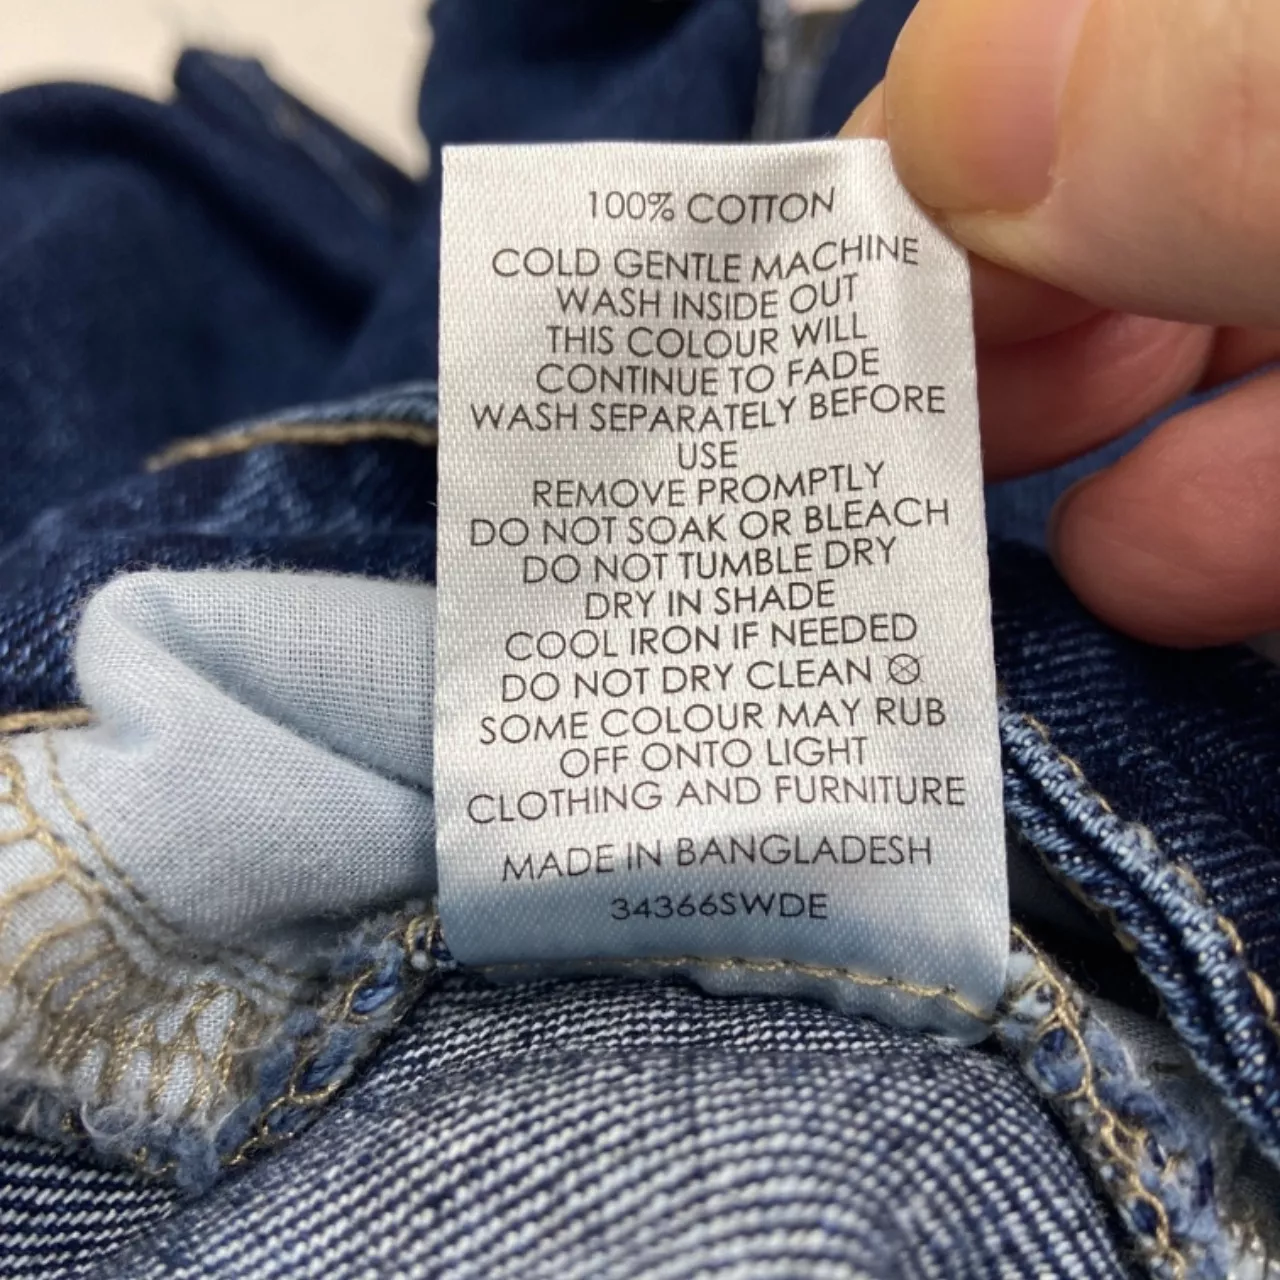 100% COTTON
COLD GENTLE MACHINE
WASH INSIDE OUT
THIS COLOUR WILL
CONTINUE TO FADE
WASH SEPARATELY BEFORE
USE
REMOVE PROMPTLY
DO NOT SOAK OR BLEACH
DO NOT TUMBLE DRY
DRY IN SHADE
COOL IRON IF NEEDED
DO NOT DRY CLEAN
SOME COLOUR MAY RUB
OFF ONTO LIGHT
CLOTHING AND FURNITURE
MADE IN BANGLADESH
34366SWDE